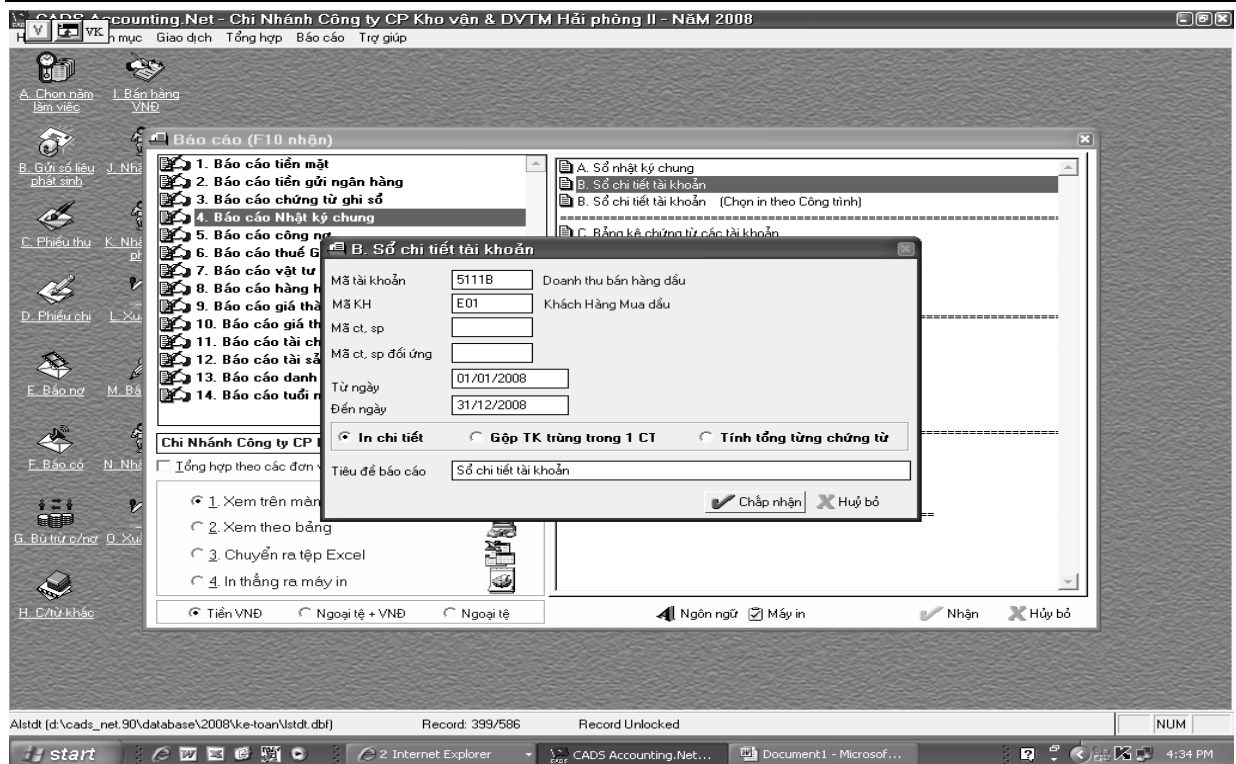 CADS Accounting.Net - Chi Nhánh Công ty CP Kho vận & DVTM Hải phòng II - NăM 2008
V VK n mục Giao dịch Tổng hợp Báo cáo Trợ giúp
A. Chọn năm làm việc
I. Bán hàng VNĐ
B. Gửi số liệu phát sinh
J. Nhậ
C. Phiếu thu
K. Nhậ
D. Phiếu chi
L. Xu
E. Báo nợ
M. Bá
F. Báo có
N. Nhậ
G. Bù trừ c/nợ
O. Xuấ
H. C/từ khác
Báo cáo (F10 nhận)
1. Báo cáo tiền mặt
2. Báo cáo tiền gửi ngân hàng
3. Báo cáo chứng từ ghi sổ
4. Báo cáo Nhật ký chung
5. Báo cáo công nợ
6. Báo cáo thuế G
7. Báo cáo vật tư
8. Báo cáo hàng h
9. Báo cáo giá thà
10. Báo cáo giá th
11. Báo cáo tài ch
12. Báo cáo tài sả
13. Báo cáo danh
14. Báo cáo tuổi n
A. Sổ nhật ký chung
B. Sổ chi tiết tài khoản
B. Sổ chi tiết tài khoản (Chọn in theo Công trình)
C. Bảng kê chứng từ các tài khoản
B. Sổ chi tiết tài khoản
Mã tài khoản 5111B Doanh thu bán hàng dầu
Mã KH E01 Khách Hàng Mua dầu
Mã ct, sp
Mã ct, sp đối ứng
Từ ngày 01/01/2008
Đến ngày 31/12/2008
In chi tiết Gộp TK trùng trong 1 CT Tính tổng từng chứng từ
Tiêu đề báo cáo Sổ chi tiết tài khoản
Chấp nhận Huỷ bỏ
Chi Nhánh Công ty CP
Tổng hợp theo các đơn
1. Xem trên màn
2. Xem theo bảng
3. Chuyển ra tệp Excel
4. In thẳng ra máy in
Tiền VNĐ Ngoại tệ + VNĐ Ngoại tệ
Ngôn ngữ Máy in Nhận Hủy bỏ
Alstdt (d:\cads_net.90\database\2008\ke-toan\lstdt.dbf) Record: 399/586 Record Unlocked NUM
start 2 Internet Explorer CADS Accounting.Net... Document1 - Microsof... 4:34 PM